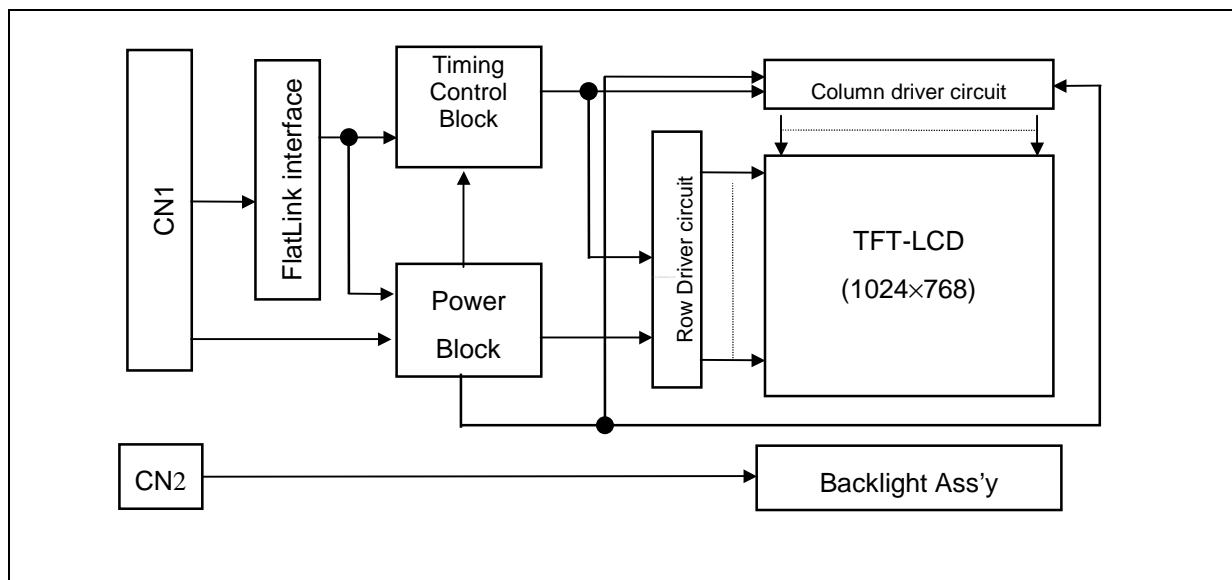 CN1
FlatLink interface
Timing
Control
Block
Power
Block
Row Driver circuit
Column driver circuit
TFT-LCD
(1024×768)
CN2
Backlight Ass’y